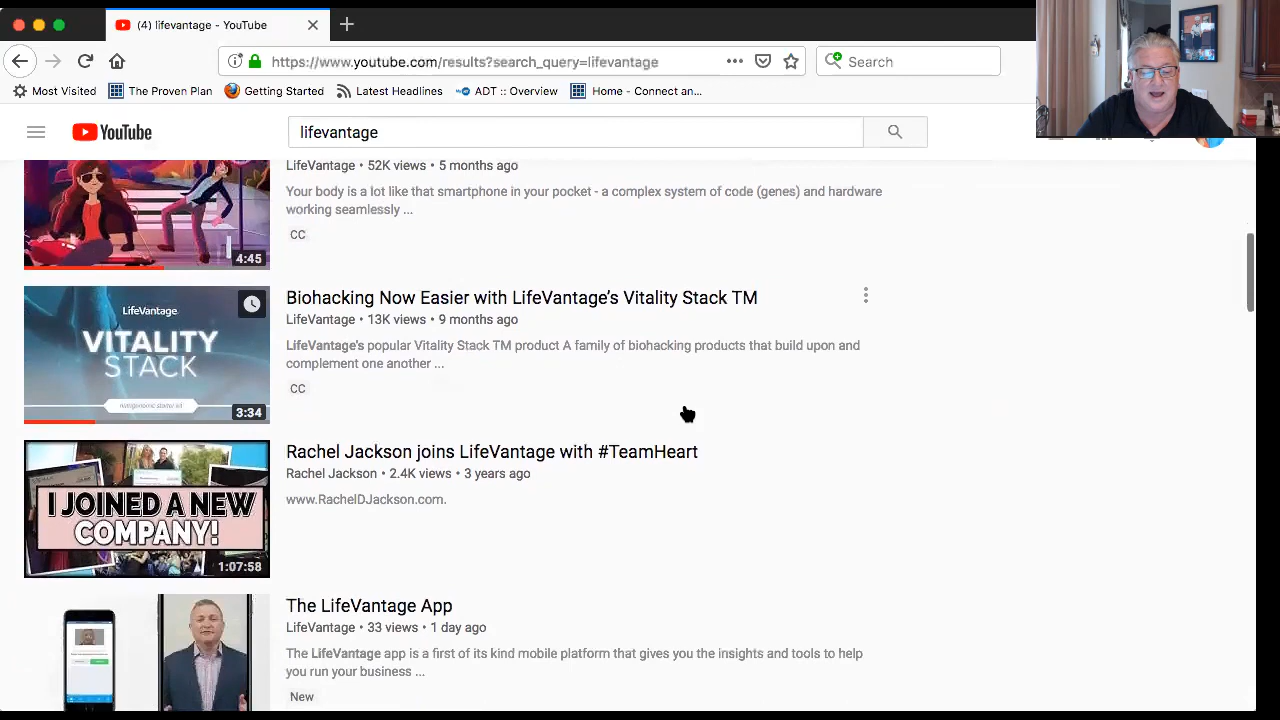 (4) lifevantage - YouTube
https://www.youtube.com/results?search_query=lifevantage
Search
Most Visited
The Proven Plan
Getting Started
Latest Headlines
ADT :: Overview
Home - Connect an...
YouTube
lifevantage
LifeVantage • 52K views • 5 months ago
Your body is a lot like that smartphone in your pocket - a complex system of code (genes) and hardware
working seamlessly ...
CC
4:45
Biohacking Now Easier with LifeVantage's Vitality Stack TM
LifeVantage • 13K views • 9 months ago
LifeVantage's popular Vitality Stack TM product A family of biohacking products that build upon and
complement one another ...
CC
LifeVantage
VITALITY
STACK
nutrigenomic starter kit
3:34
Rachel Jackson joins LifeVantage with #TeamHeart
Rachel Jackson • 2.4K views • 3 years ago
www.RachelDJackson.com.
I JOINED A NEW
COMPANY!
1:07:58
The LifeVantage App
LifeVantage • 33 views • 1 day ago
The LifeVantage app is a first of its kind mobile platform that gives you the insights and tools to help
you run your business ...
New